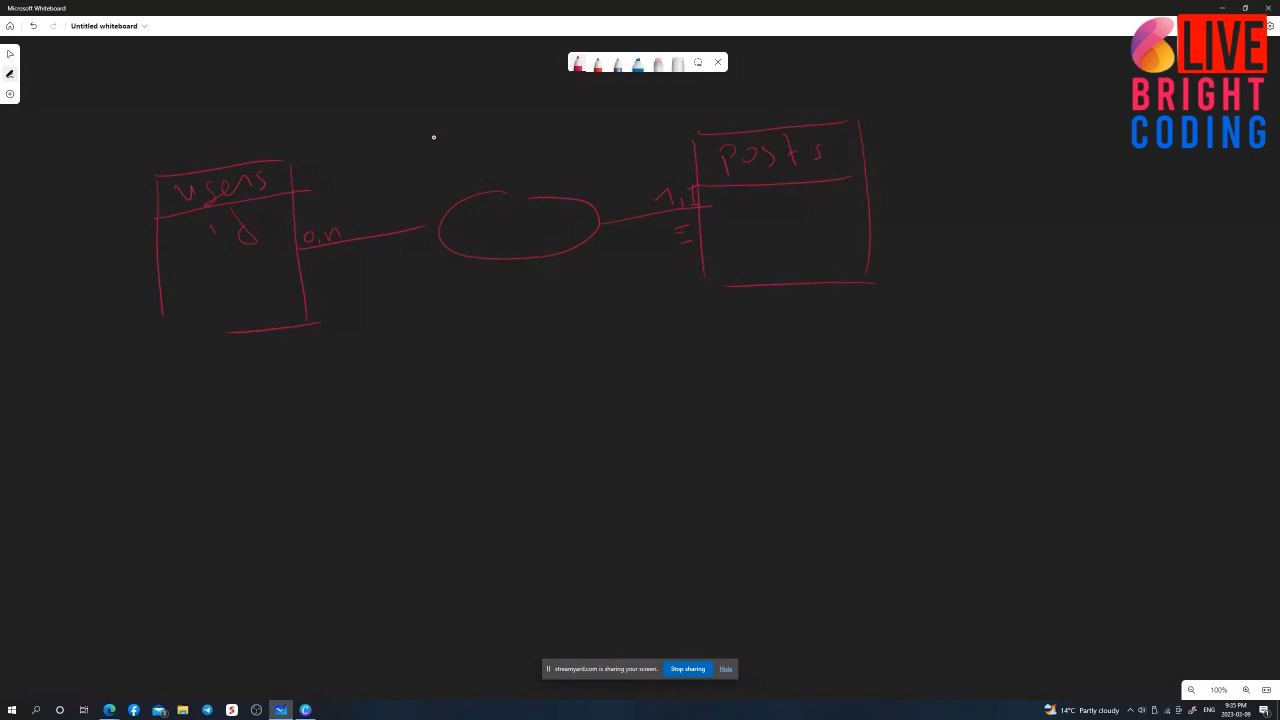 Microsoft Whiteboard
Untitled whiteboard
LIVE
BRIGHT
CODING
posts
users
id
0,n
1,1
streamyard.com is sharing your screen.
Stop sharing
Hide
100%
14°C Partly cloudy
ENG
9:35 PM
2023-03-09